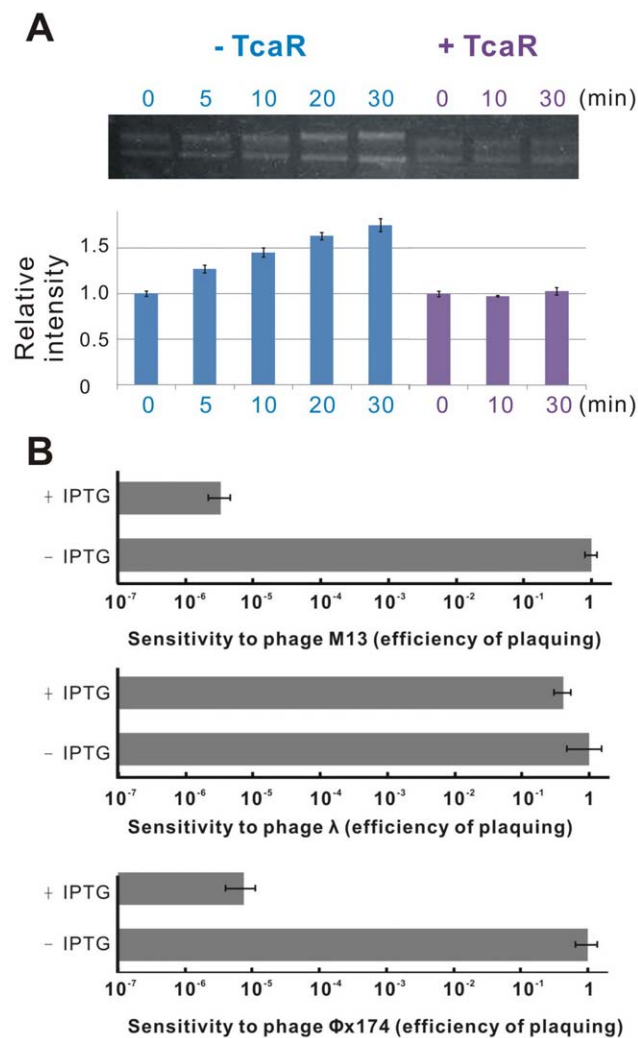 A
- TcaR + TcaR
0 5 10 20 30 0 10 30 (min)
Relative intensity
1.5
1.0
0.5
0
0 5 10 20 30 0 10 30 (min)
B
+ IPTG
- IPTG
10⁻⁷ 10⁻⁶ 10⁻⁵ 10⁻⁴ 10⁻³ 10⁻² 10⁻¹ 1
Sensitivity to phage M13 (efficiency of plaquing)
+ IPTG
- IPTG
10⁻⁷ 10⁻⁶ 10⁻⁵ 10⁻⁴ 10⁻³ 10⁻² 10⁻¹ 1
Sensitivity to phage λ (efficiency of plaquing)
+ IPTG
- IPTG
10⁻⁷ 10⁻⁶ 10⁻⁵ 10⁻⁴ 10⁻³ 10⁻² 10⁻¹ 1
Sensitivity to phage Φx174 (efficiency of plaquing)